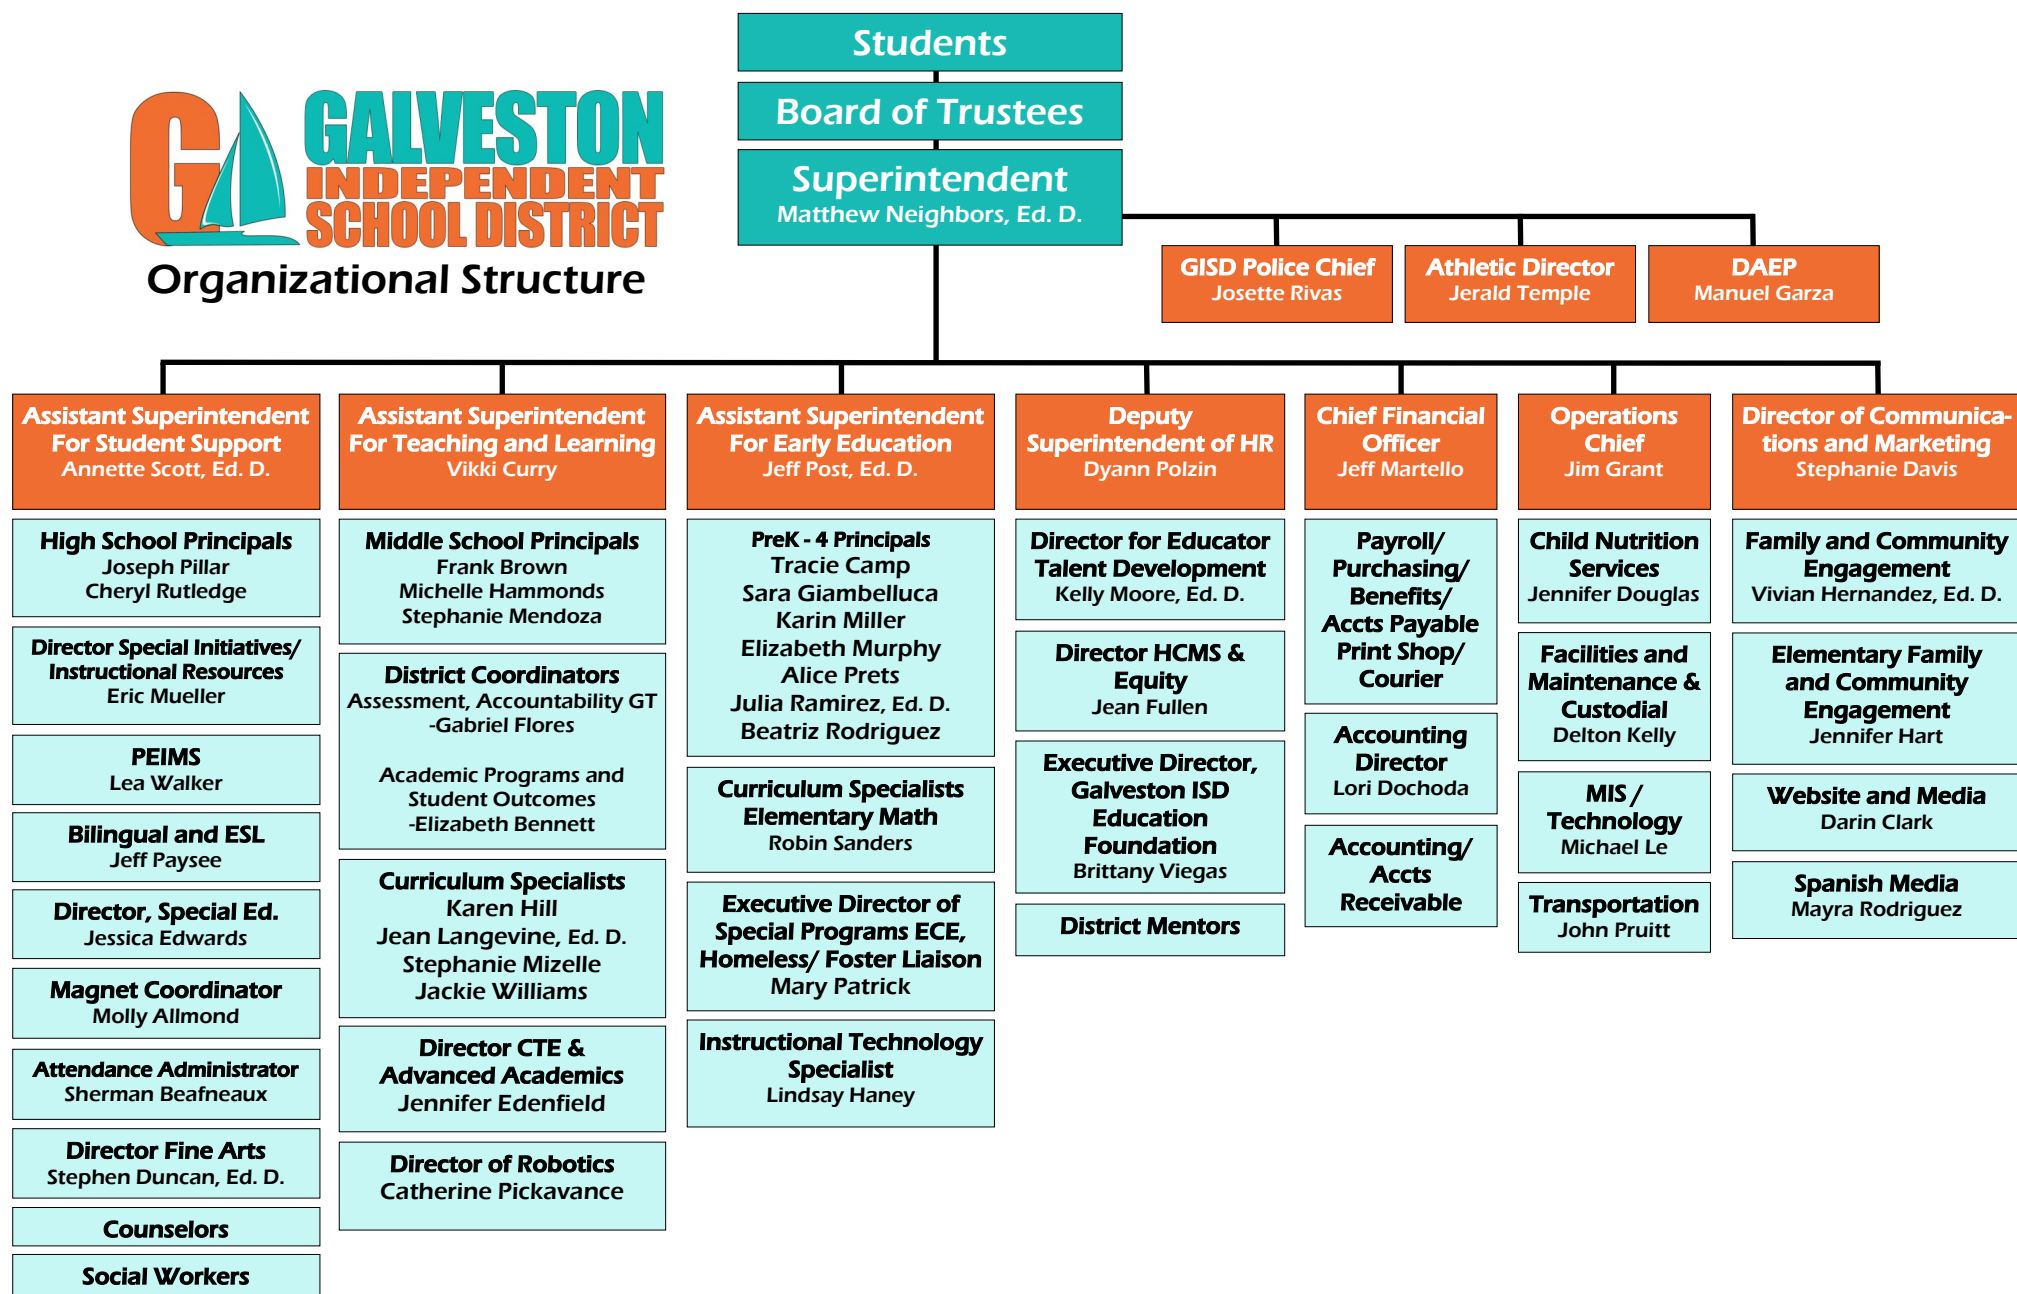 Students
Board of Trustees
Superintendent
Matthew Neighbors, Ed. D.
GALVESTON
INDEPENDENT
SCHOOL DISTRICT
Organizational Structure
GISD Police Chief
Josette Rivas
Athletic Director
Jerald Temple
DAEP
Manuel Garza
Assistant Superintendent
For Student Support
Annette Scott, Ed. D.
High School Principals
Joseph Pillar
Cheryl Rutledge
Director Special Initiatives/
Instructional Resources
Eric Mueller
PEIMS
Lea Walker
Bilingual and ESL
Jeff Paysee
Director, Special Ed.
Jessica Edwards
Magnet Coordinator
Molly Allmond
Attendance Administrator
Sherman Beafneaux
Director Fine Arts
Stephen Duncan, Ed. D.
Counselors
Social Workers
Assistant Superintendent
For Teaching and Learning
Vikki Curry
Middle School Principals
Frank Brown
Michelle Hammonds
Stephanie Mendoza
District Coordinators
Assessment, Accountability GT
-Gabriel Flores
Academic Programs and
Student Outcomes
-Elizabeth Bennett
Curriculum Specialists
Karen Hill
Jean Langevine, Ed. D.
Stephanie Mizelle
Jackie Williams
Director CTE &
Advanced Academics
Jennifer Edenfield
Director of Robotics
Catherine Pickavance
Assistant Superintendent
For Early Education
Jeff Post, Ed. D.
PreK - 4 Principals
Tracie Camp
Sara Giambelluca
Karin Miller
Elizabeth Murphy
Alice Prets
Julia Ramirez, Ed. D.
Beatriz Rodriguez
Curriculum Specialists
Elementary Math
Robin Sanders
Executive Director of
Special Programs ECE,
Homeless/ Foster Liaison
Mary Patrick
Instructional Technology
Specialist
Lindsay Haney
Deputy
Superintendent of HR
Dyann Polzin
Director for Educator
Talent Development
Kelly Moore, Ed. D.
Director HCMS &
Equity
Jean Fullen
Executive Director,
Galveston ISD
Education
Foundation
Brittany Viegas
District Mentors
Chief Financial
Officer
Jeff Martello
Payroll/
Purchasing/
Benefits/
Accts Payable
Print Shop/
Courier
Accounting
Director
Lori Dochoda
Accounting/
Accts
Receivable
Operations
Chief
Jim Grant
Child Nutrition
Services
Jennifer Douglas
Facilities and
Maintenance &
Custodial
Delton Kelly
MIS /
Technology
Michael Le
Transportation
John Pruitt
Director of Communica-
tions and Marketing
Stephanie Davis
Family and Community
Engagement
Vivian Hernandez, Ed. D.
Elementary Family
and Community
Engagement
Jennifer Hart
Website and Media
Darin Clark
Spanish Media
Mayra Rodriguez